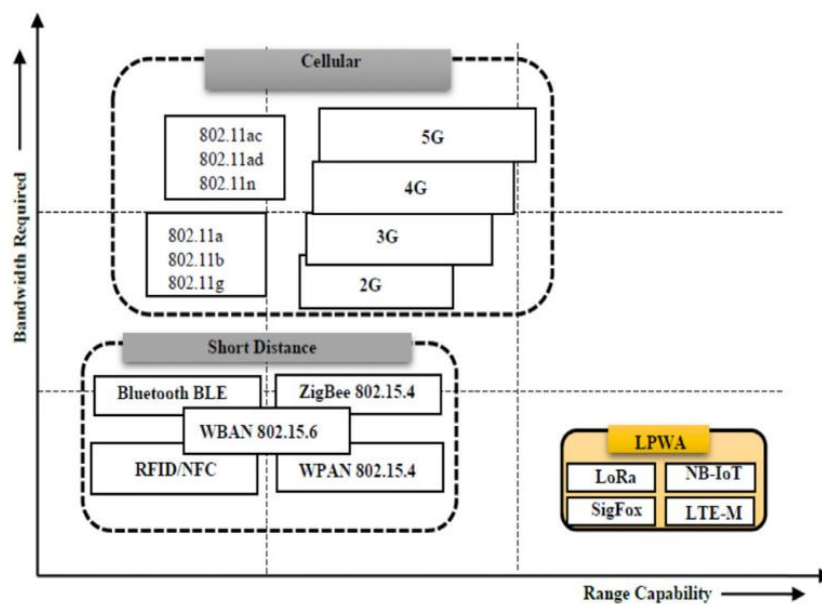 Cellular
802.11ac
802.11ad
802.11n
5G
4G
802.11a
802.11b
802.11g
3G
2G
Short Distance
Bluetooth BLE
ZigBee 802.15.4
WBAN 802.15.6
RFID/NFC
WPAN 802.15.4
LPWA
LoRa
NB-IoT
SigFox
LTE-M
Bandwidth Required
Range Capability